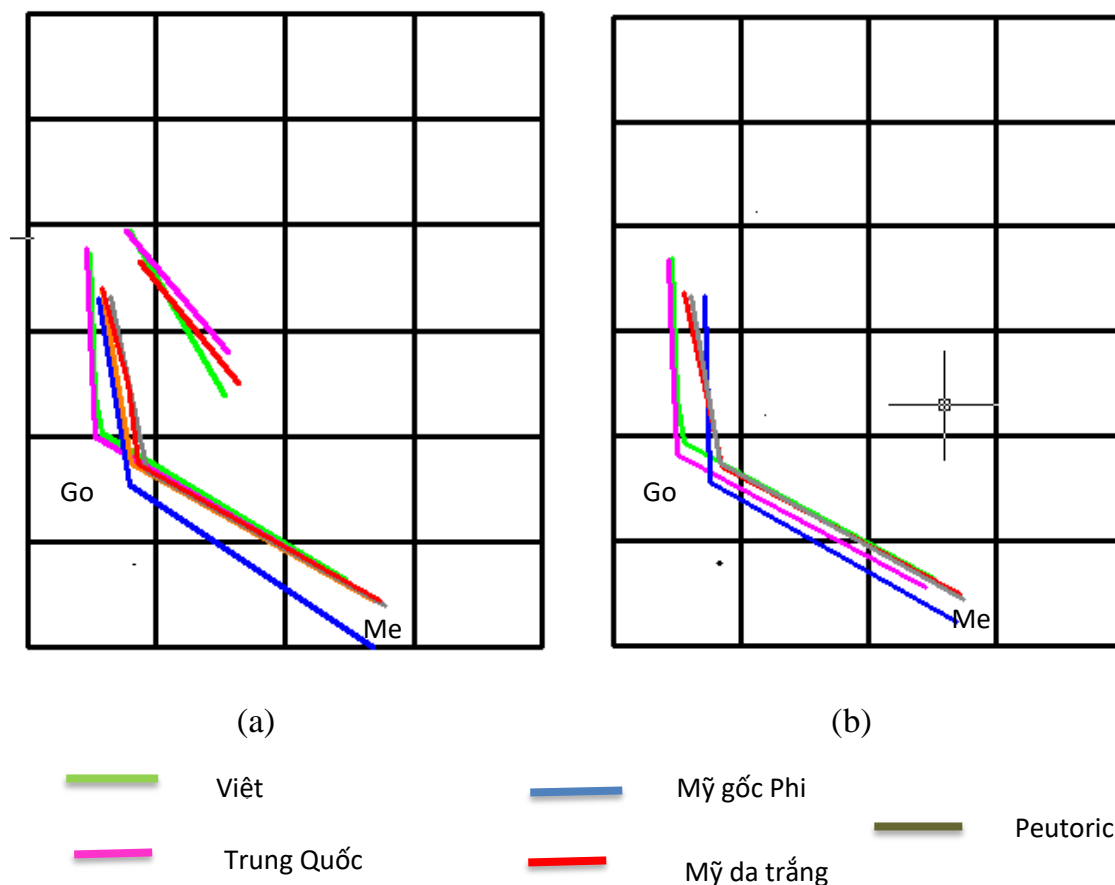 Go
Me
Go
Me
(a)
(b)
Việt
Mỹ gốc Phi
Peutoric
Trung Quốc
Mỹ da trắng